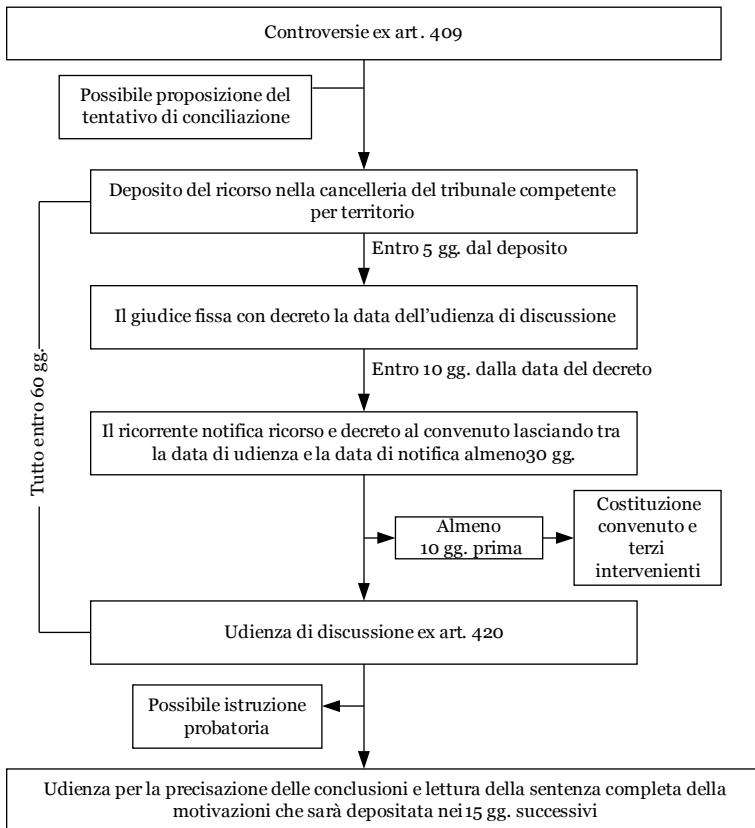 Controversie ex art. 409
Possibile proposizione del
tentativo di conciliazione
Deposito del ricorso nella cancelleria del tribunale competente
per territorio
Entro 5 gg. dal deposito
Il giudice fissa con decreto la data dell'udienza di discussione
Entro 10 gg. dalla data del decreto
Tutto entro 60 gg.
Il ricorrente notifica ricorso e decreto al convenuto lasciando tra
la data di udienza e la data di notifica almeno30 gg.
Almeno
10 gg. prima
Costituzione
convenuto e
terzi
intervenienti
Udienza di discussione ex art. 420
Possibile istruzione
probatoria
Udienza per la precisazione delle conclusioni e lettura della sentenza completa della
motivazioni che sarà depositata nei15 gg. successivi